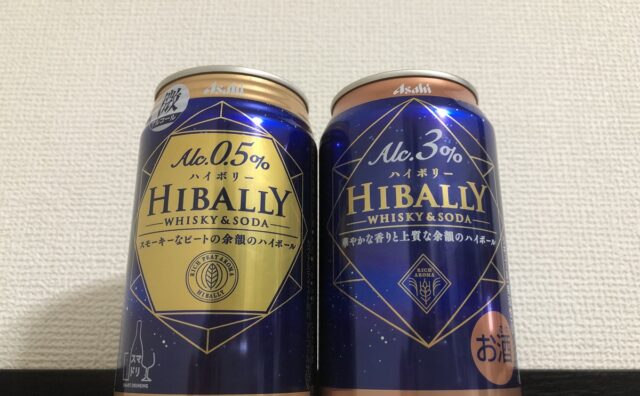 Asahi
微
アルコール
Alc.0.5%
ハイボリー
HIBALLY
WHISKY&SODA
スモーキーなピートの余韻のハイボール
RICH PEAT AROMA
HIBALLY
スマ
ドリ
SMART DRINKING
Asahi
Alc.3%
ハイボリー
HIBALLY
WHISKY&SODA
華やかな香りと上質な余韻のハイボール
RICH
AROMA
お酒